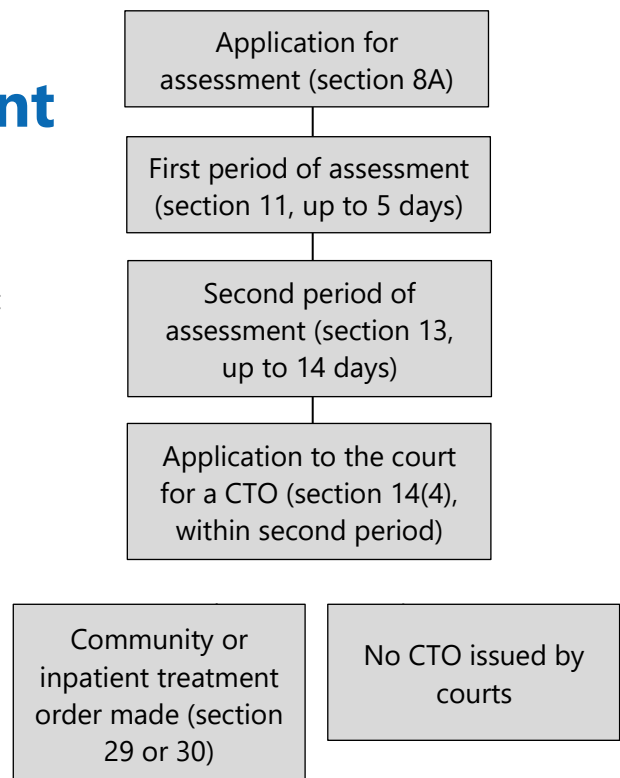 Application for
assessment (section 8A)
nt
First period of assessment
(section 11, up to 5 days)
Second period of
assessment (section 13,
up to 14 days)
Application to the court
for a CTO (section 14(4),
within second period)
Community or
inpatient treatment
order made (section
29 or 30)
No CTO issued by
courts